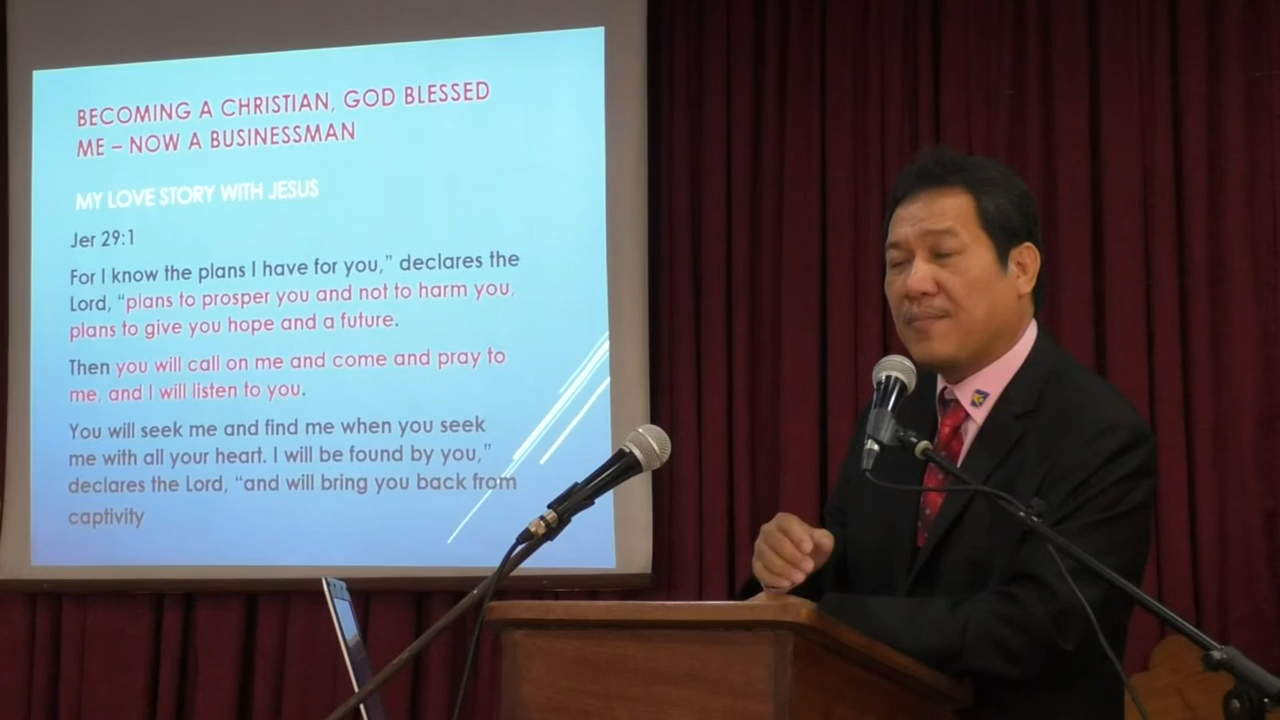 BECOMING A CHRISTIAN, GOD BLESSED
ME – NOW A BUSINESSMAN
MY LOVE STORY WITH JESUS
Jer 29:1
For I know the plans I have for you,” declares the
Lord, “plans to prosper you and not to harm you,
plans to give you hope and a future.
Then you will call on me and come and pray to
me, and I will listen to you.
You will seek me and find me when you seek
me with all your heart. I will be found by you,”
declares the Lord, “and will bring you back from
captivity